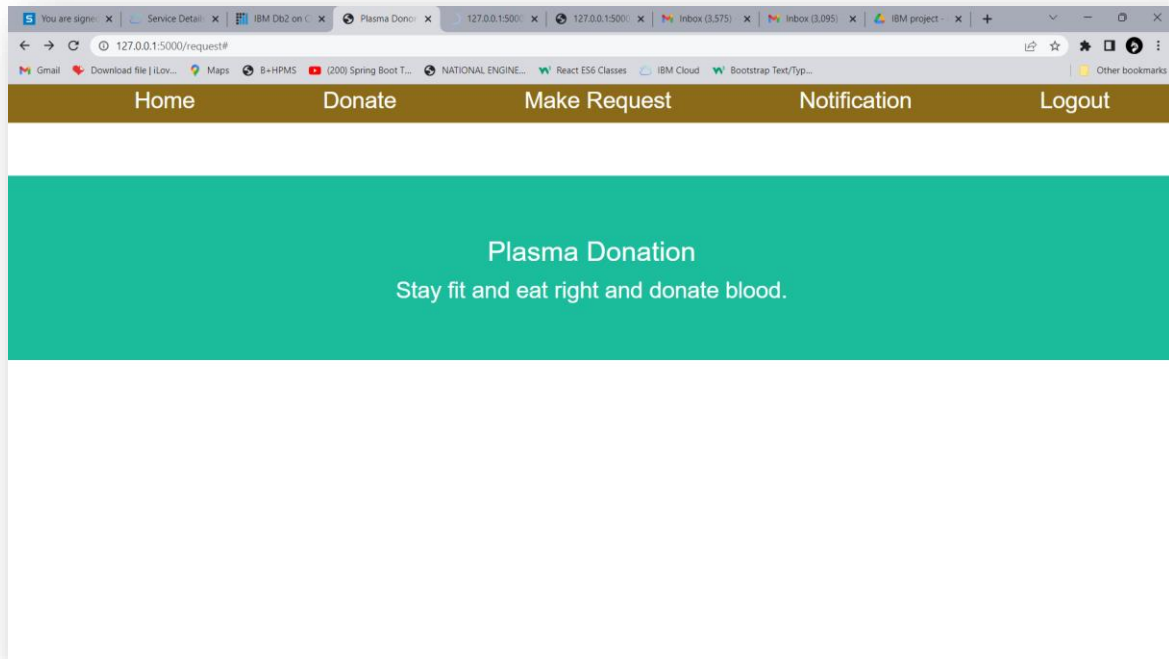 You are signe Service Detail IBM Db2 on C Plasma Donor 127.0.0.1:500 127.0.0.1:500 Inbox (3,575) Inbox (3,095) IBM project -
127.0.0.1:5000/request#
Gmail Download file | iLov... Maps B+HPMS (200) Spring Boot T... NATIONAL ENGINE... React ES6 Classes IBM Cloud Bootstrap Text/Typ... Other bookmarks
Home Donate Make Request Notification Logout
Plasma Donation
Stay fit and eat right and donate blood.